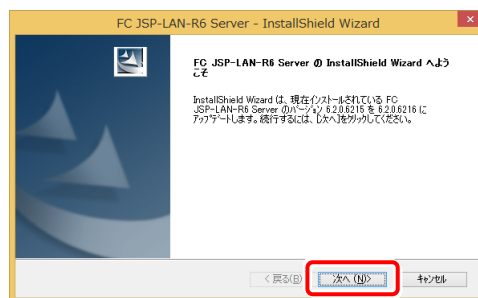 FC JSP-LAN-R6 Server - InstallShield Wizard
FC JSP-LAN-R6 Server の InstallShield Wizard へよう
こそ
InstallShield Wizard は、現在インストールされている FC
JSP-LAN-R6 Server のバージョン 6.2.0.6215 を 6.2.0.6216 に
アップデートします。続行するには、[次へ]をクリックしてください。
< 戻る(B)
次へ (N)>
キャンセル